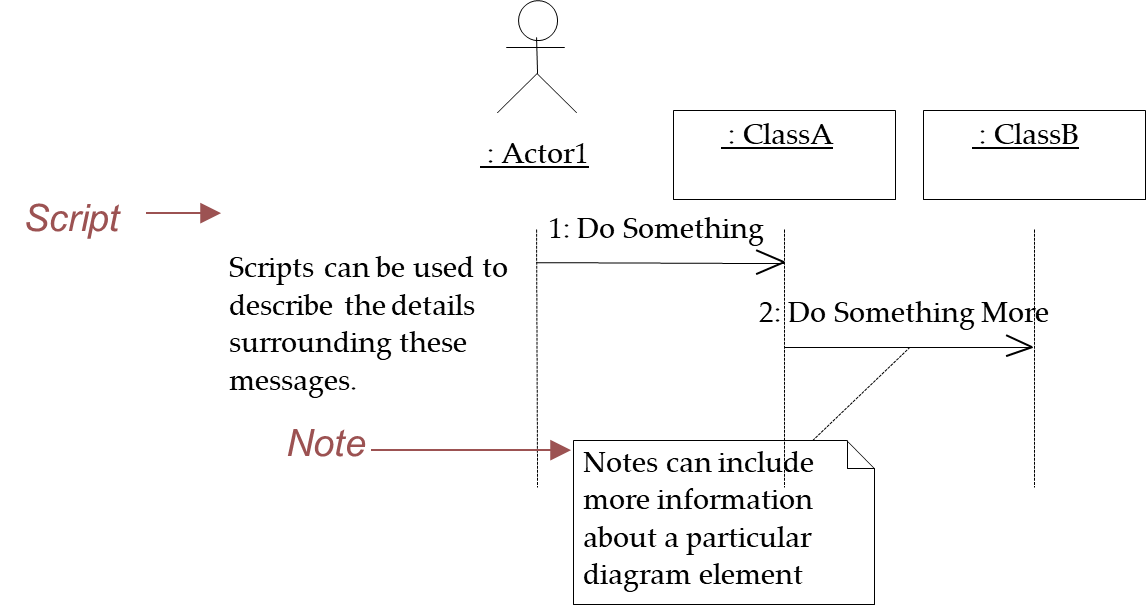 : Actor1
: ClassA
: ClassB
Script
1: Do Something
Scripts can be used to
describe the details
surrounding these
messages.
2: Do Something More
Note
Notes can include
more information
about a particular
diagram element